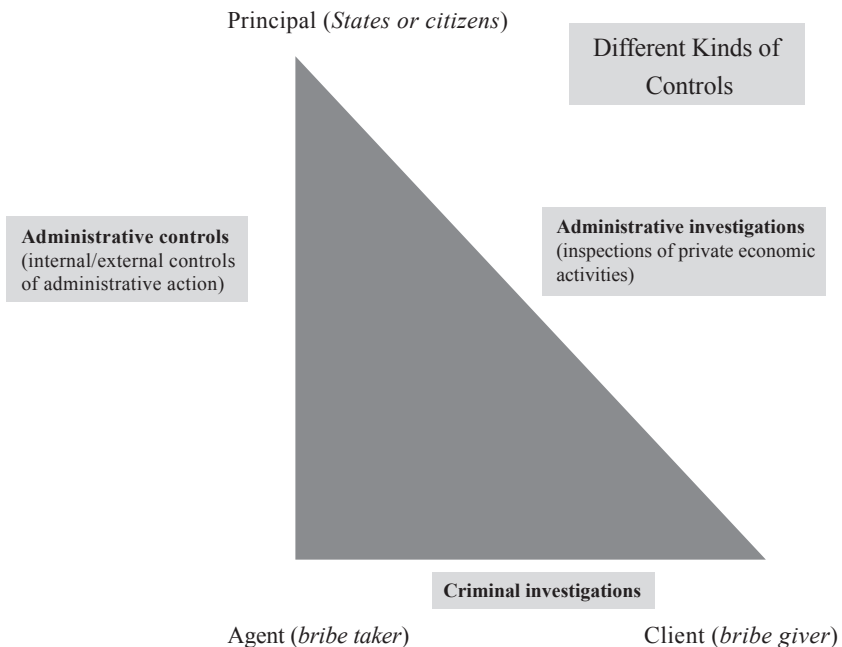 Principal (States or citizens)
Different Kinds of
Controls
Administrative controls
(internal/external controls
of administrative action)
Administrative investigations
(inspections of private economic
activities)
Criminal investigations
Agent (bribe taker)
Client (bribe giver)